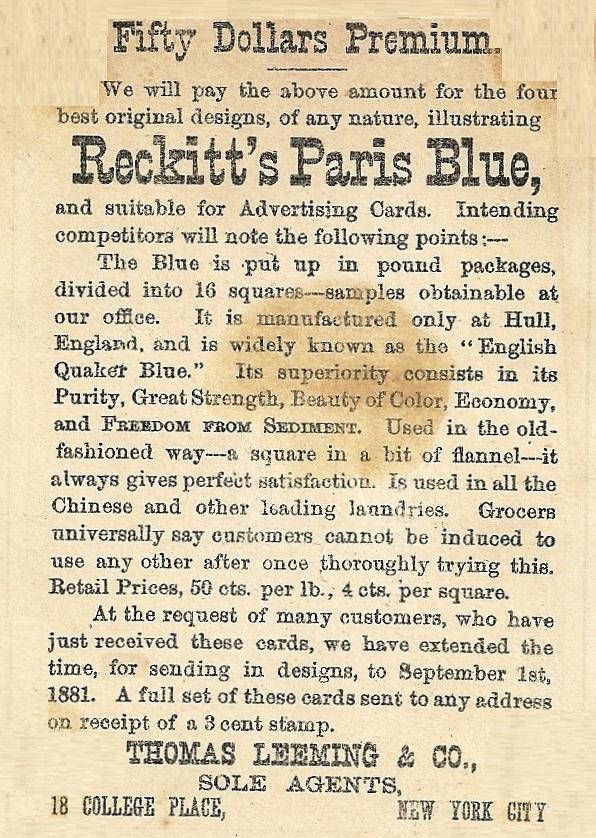 Fifty Dollars Premium.
We will pay the above amount for the four
best original designs, of any nature, illustrating
Reckitt's Paris Blue,
and suitable for Advertising Cards. Intending
competitors will note the following points:—
The Blue is put up in pound packages,
divided into 16 squares—samples obtainable at
our office. It is manufactured only at Hull,
England, and is widely known as the "English
Quaker Blue." Its superiority consists in its
Purity, Great Strength, Beauty of Color, Economy,
and FREEDOM FROM SEDIMENT. Used in the old-
fashioned way—a square in a bit of flannel—it
always gives perfect satisfaction. Is used in all the
Chinese and other leading laundries. Grocers
universally say customers cannot be induced to
use any other after once thoroughly trying this.
Retail Prices, 50 cts. per lb., 4 cts. per square.
At the request of many customers, who have
just received these cards, we have extended the
time, for sending in designs, to September 1st,
1881. A full set of these cards sent to any address
on receipt of a 3 cent stamp.
THOMAS LEEMING & CO.,
SOLE AGENTS,
18 COLLEGE PLACE, NEW YORK CITY